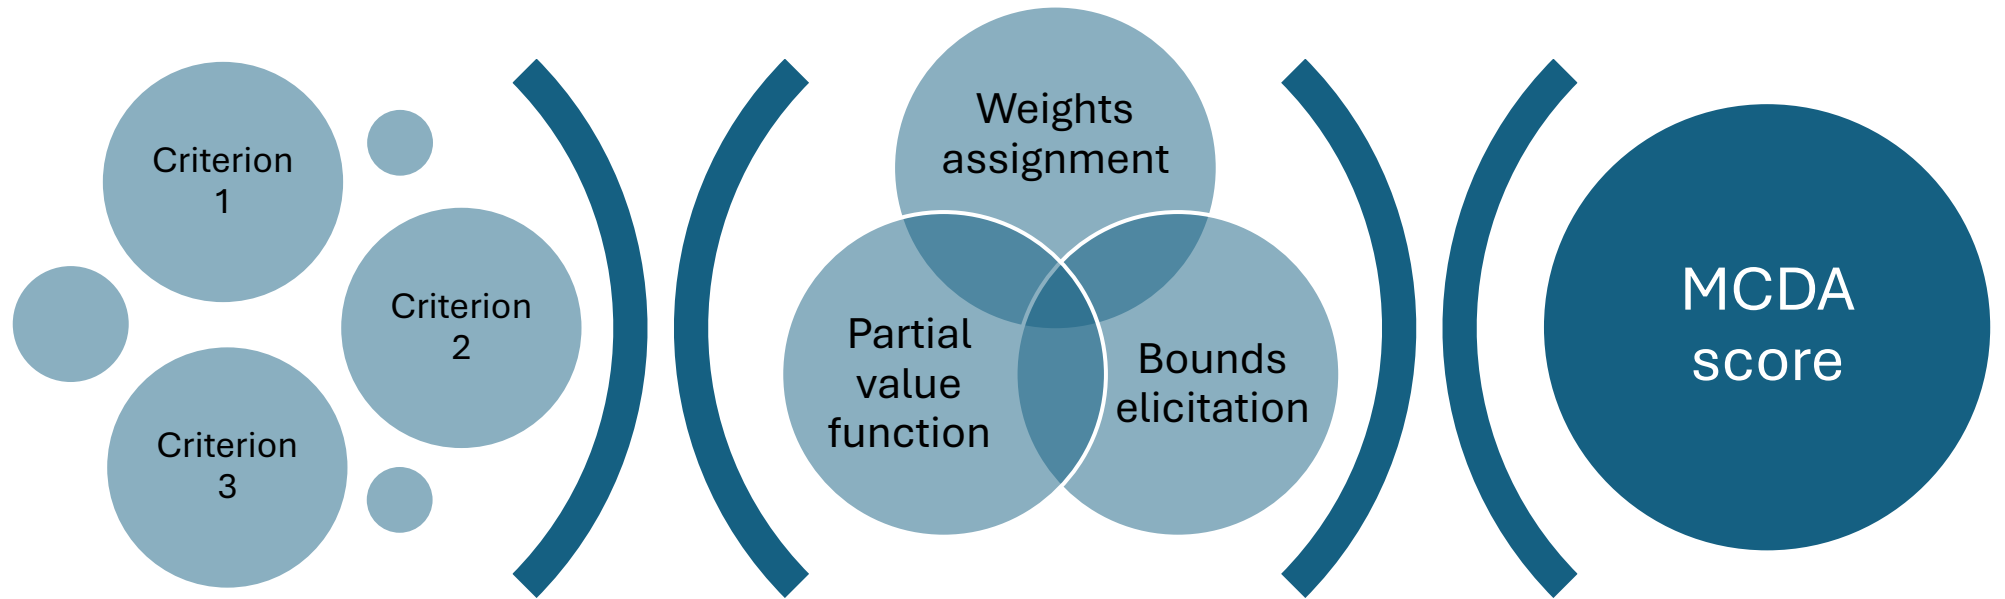 Criterion
1
Criterion
2
Criterion
3
Weights
assignment
Partial
value
function
Bounds
elicitation
MCDA
score